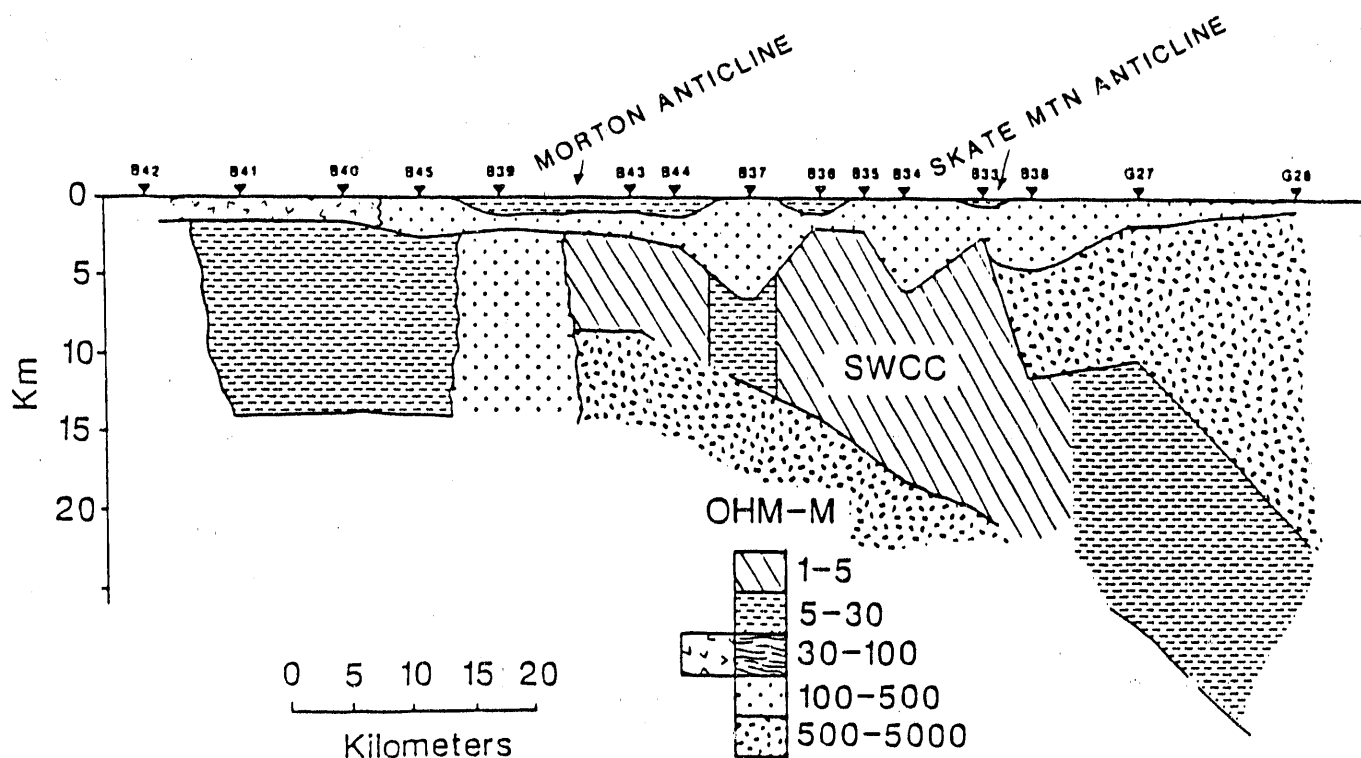 MORTON ANTICLINE
SKATE MTN ANTICLINE
B42 B41 B40 B45 B39 B43 B44 B37 B36 B35 B34 B33 B38 G27 G28
0
5
10
15
20
Km
SWCC
OHM-M
1-5
5-30
30-100
100-500
500-5000
0 5 10 15 20
Kilometers